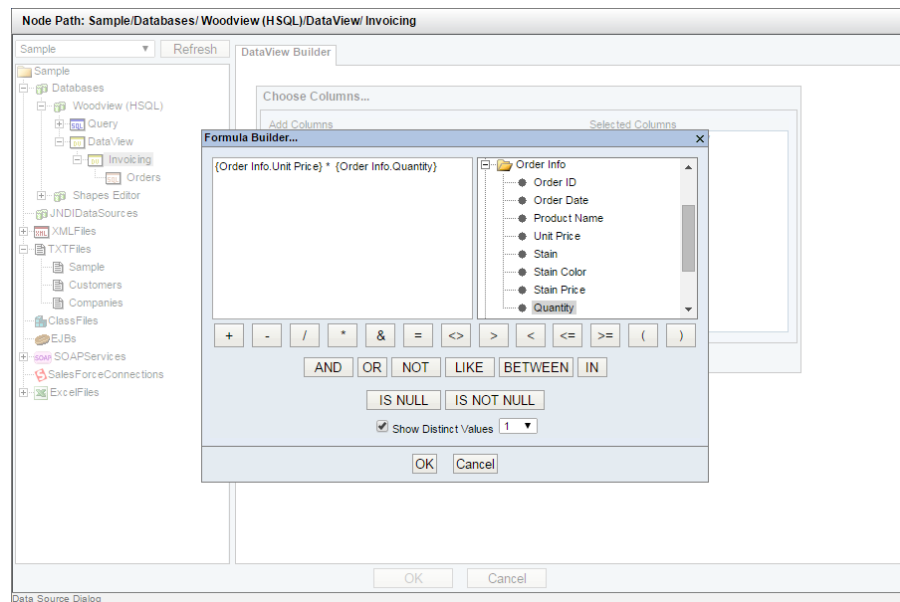 Node Path: Sample/Databases/ Woodview (HSQL)/DataView/ Invoicing
Sample
Refresh
DataView Builder
Sample
Databases
Woodview (HSQL)
Query
DataView
Invoicing
Orders
Shapes Editor
JNDIDataSources
XMLFiles
TXTFiles
Sample
Customers
Companies
ClassFiles
EJBs
SOAPServices
SalesForceConnections
ExcelFiles
Choose Columns...
Add Columns
Selected Columns
Formula Builder...
{Order Info.Unit Price} * {Order Info.Quantity}
Order Info
Order ID
Order Date
Product Name
Unit Price
Stain
Stain Color
Stain Price
Quantity
+ - / * & = <> > < <= >= ( )
AND OR NOT LIKE BETWEEN IN
IS NULL IS NOT NULL
Show Distinct Values 1
OK Cancel
OK Cancel
Data Source Dialog